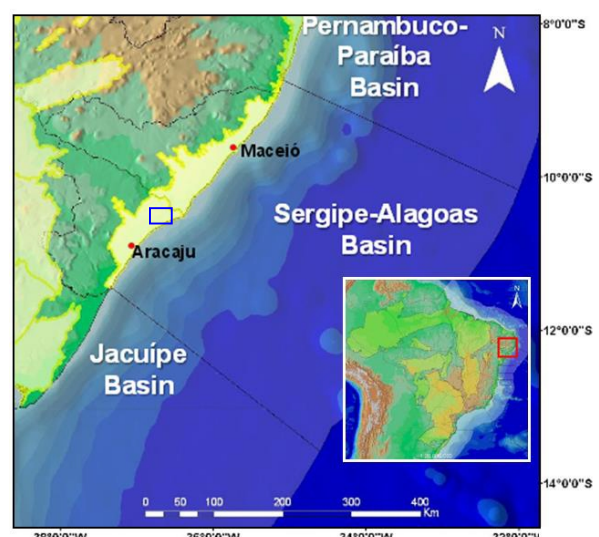 Pernambuco-
Paraíba
Basin
N
8°0'0"S
Maceió
10°0'0"S
Sergipe-Alagoas
Basin
Aracaju
N
12°0'0"S
Jacuípe
Basin
14°0'0"S
0 50 100 200 300 400
Km